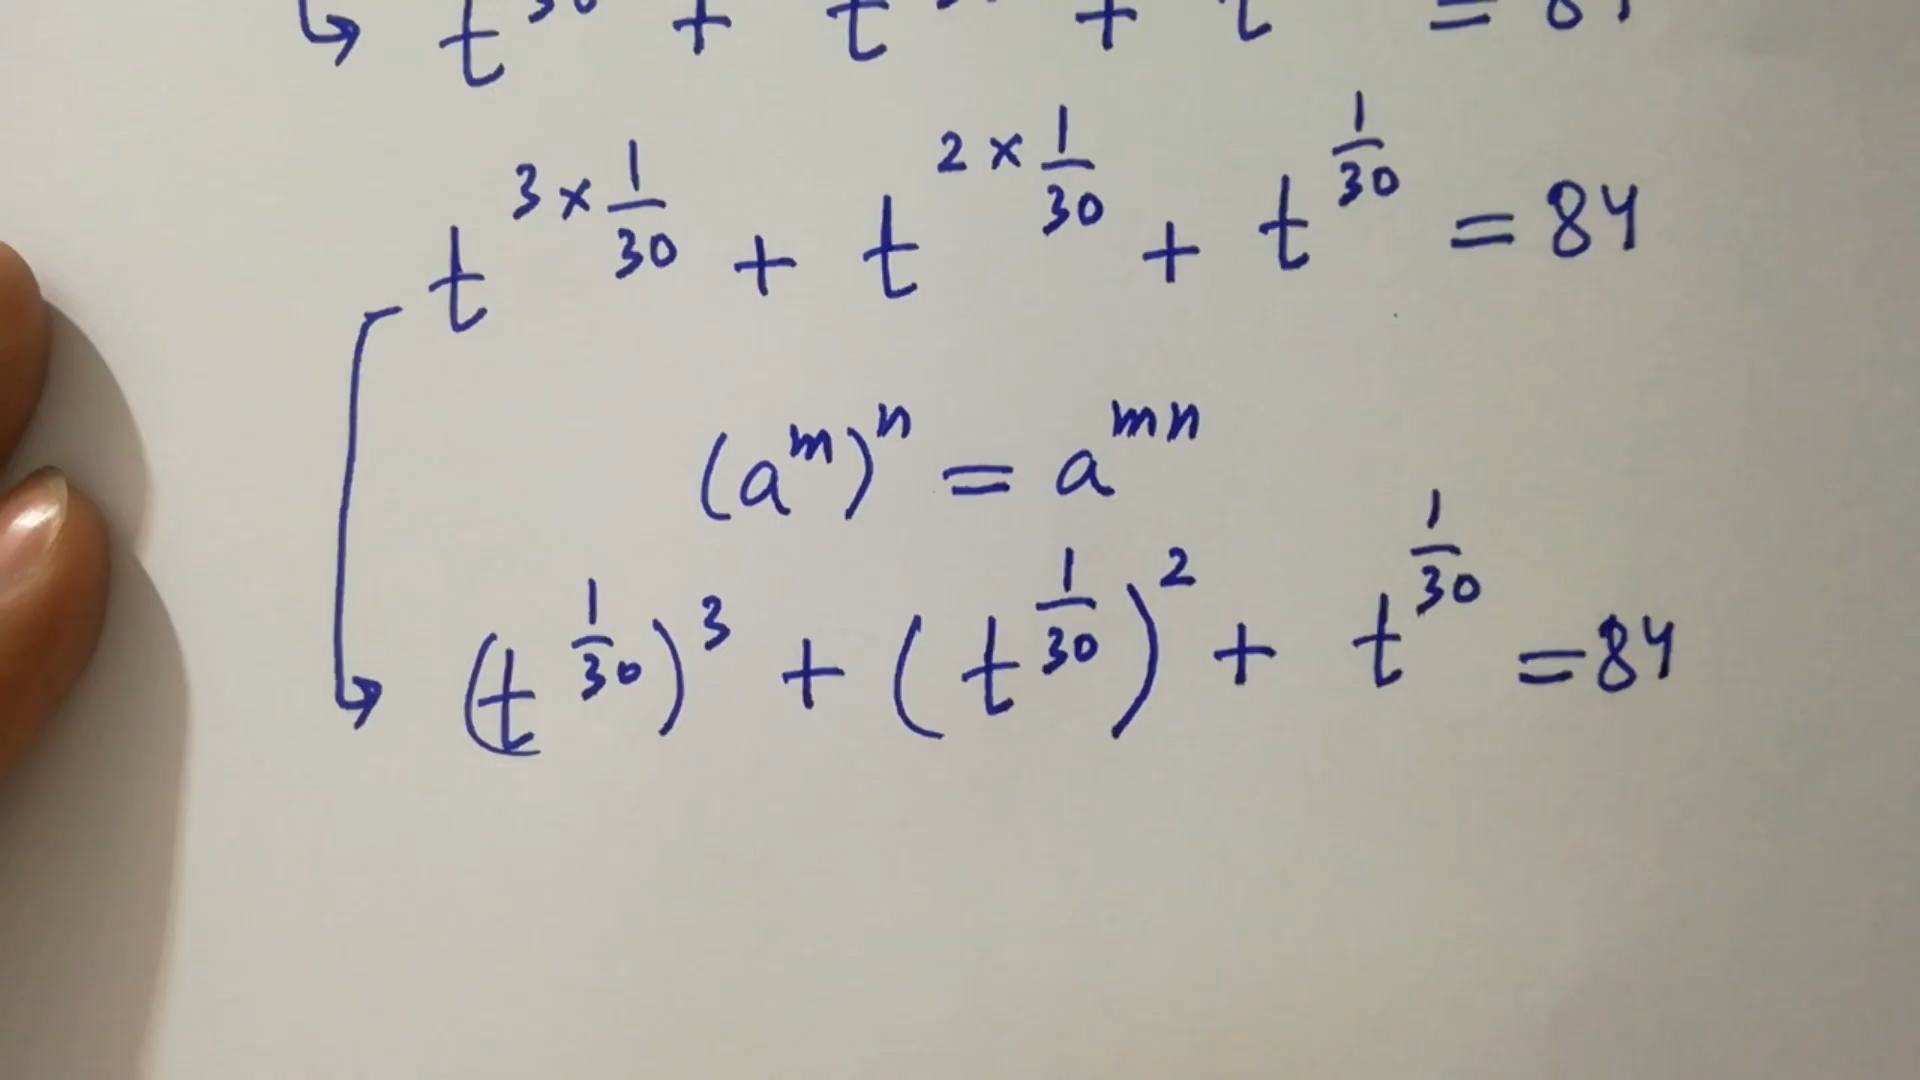 t + t + t = 8
t^(3 × 1/30) + t^(2 × 1/30) + t^(1/30) = 84
(a^m)^n = a^mn
(t^(1/30))^3 + (t^(1/30))^2 + t^(1/30) = 84